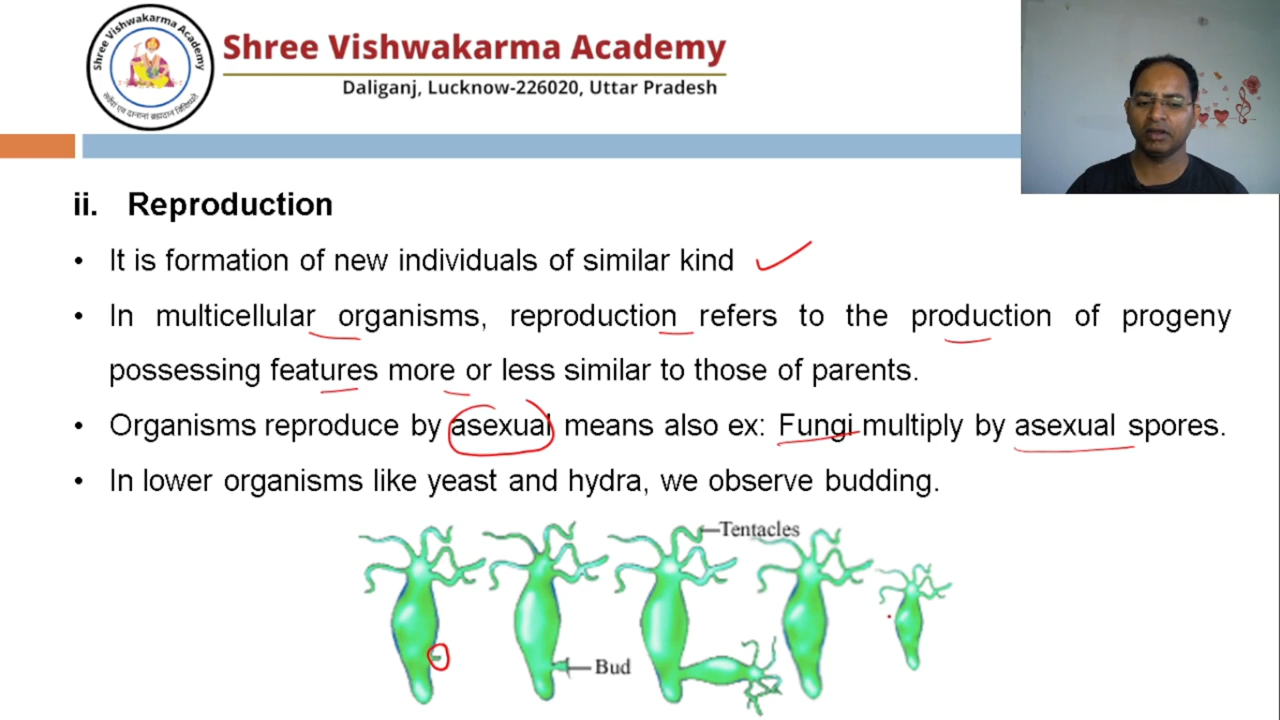 Shree Vishwakarma Academy
Shree Vishwakarma Academy
Daliganj, Lucknow-226020, Uttar Pradesh
ii. Reproduction
• It is formation of new individuals of similar kind
• In multicellular organisms, reproduction refers to the production of progeny
possessing features more or less similar to those of parents.
• Organisms reproduce by asexual means also ex: Fungi multiply by asexual spores.
• In lower organisms like yeast and hydra, we observe budding.
Tentacles
Bud